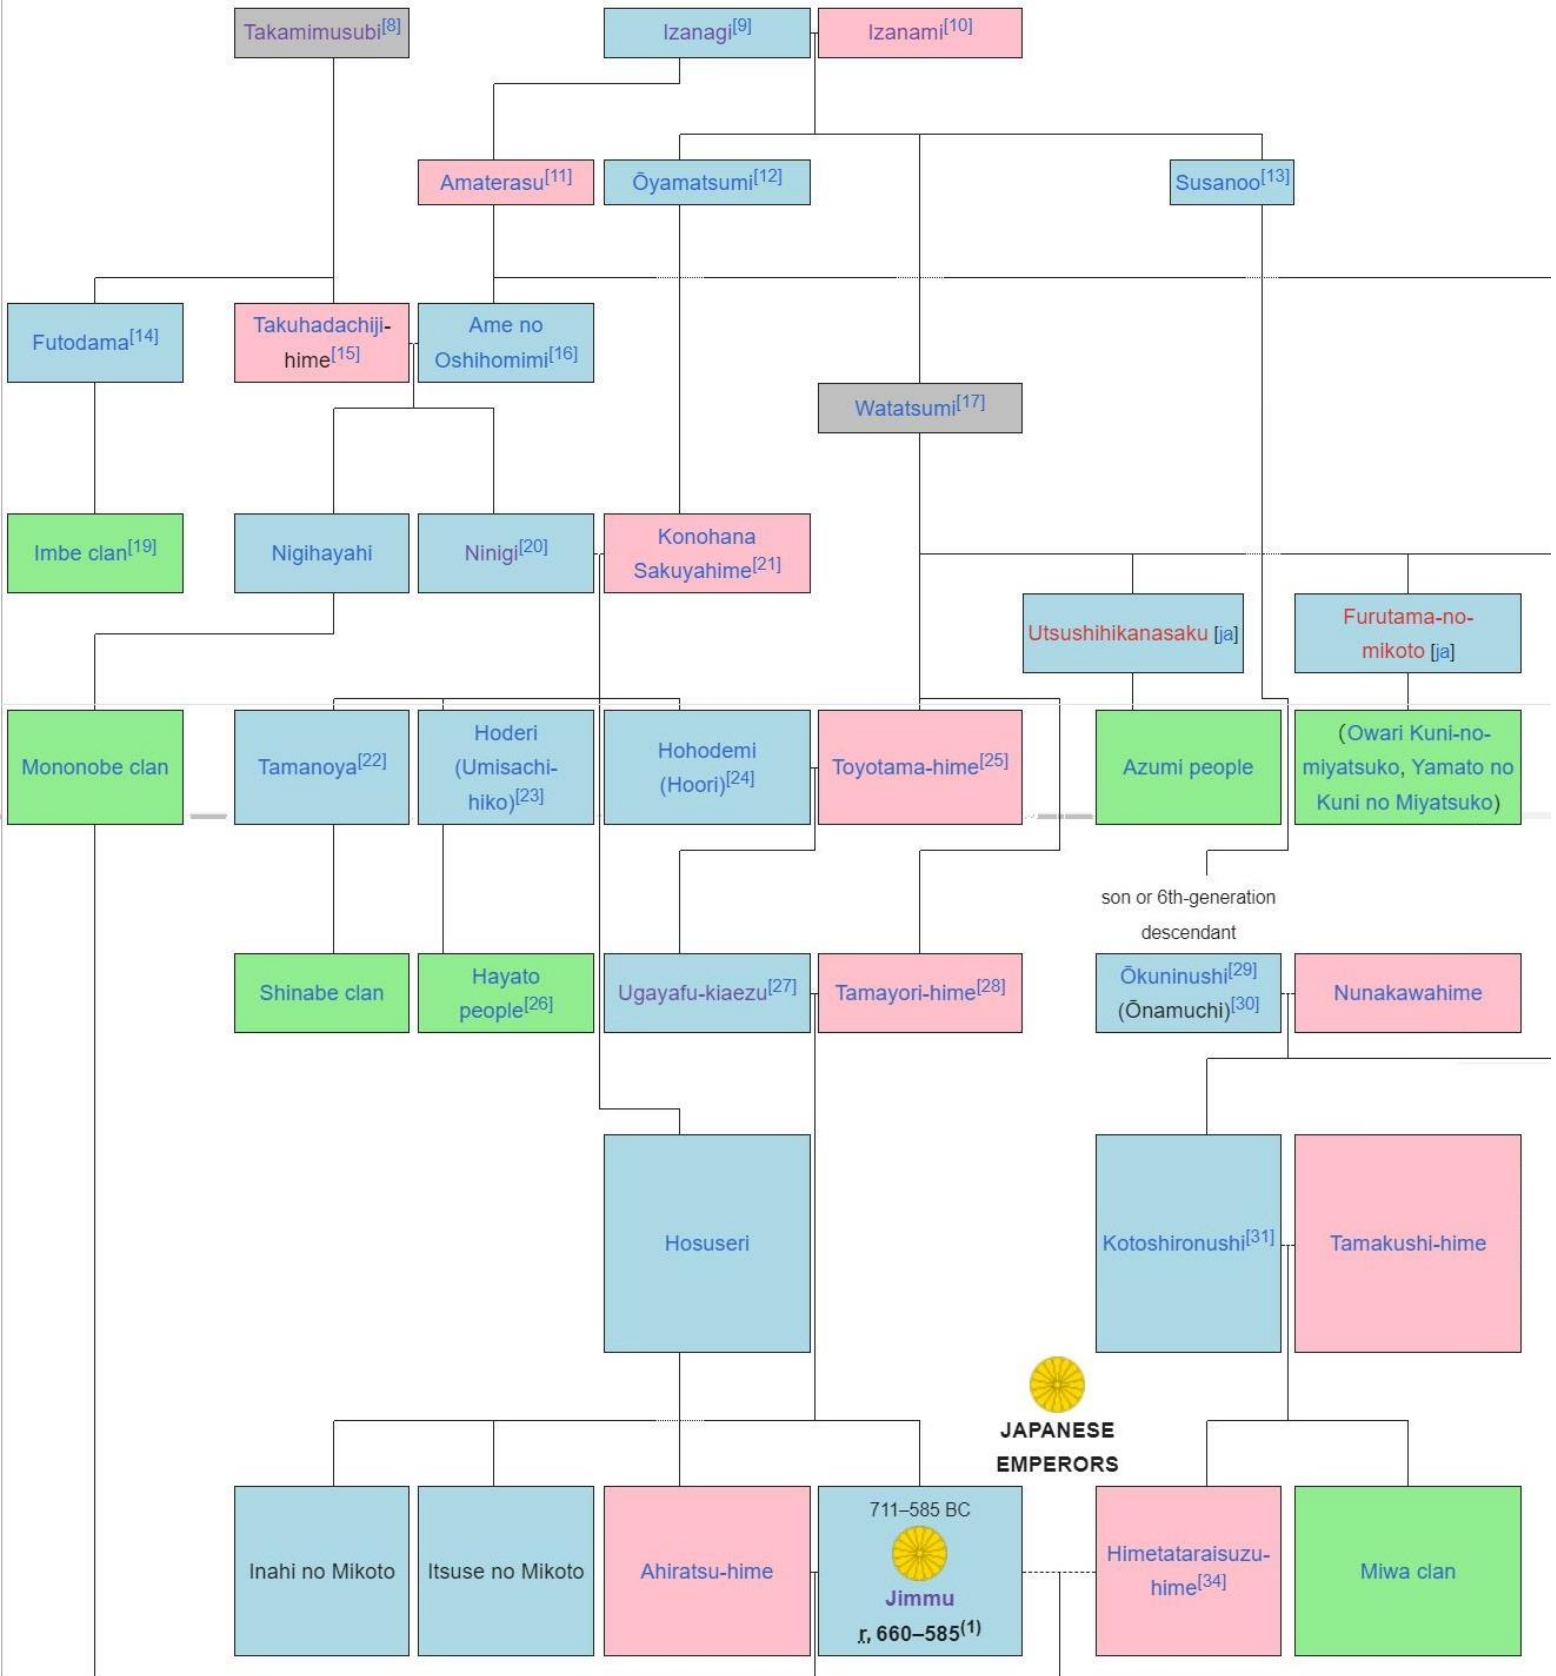 Takamimusubi[8]
Izanagi[9]
Izanami[10]
Amaterasu[11]
Ōyamatsumi[12]
Susanoo[13]
Futodama[14]
Takuhadachiji-
hime[15]
Ame no
Oshihomimi[16]
Watatsumi[17]
Imbe clan[19]
Nigihayahi
Ninigi[20]
Konohana
Sakuyahime[21]
Utsushihikanasaku [ja]
Furutama-no-
mikoto [ja]
Mononobe clan
Tamanoya[22]
Hoderi
(Umisachi-
hiko)[23]
Hohodemi
(Hoori)[24]
Toyotama-hime[25]
Azumi people
(Owari Kuni-no-
miyatsuko, Yamato no
Kuni no Miyatsuko)
son or 6th-generation
descendant
Shinabe clan
Hayato
people[26]
Ugayafu-kiaezu[27]
Tamayori-hime[28]
Ōkuninushi[29]
(Ōnamuchi)[30]
Nunakawahime
Hosuseri
Kotoshironushi[31]
Tamakushi-hime
JAPANESE
EMPERORS
Inahi no Mikoto
Itsuse no Mikoto
Ahiratsu-hime
711–585 BC
Jimmu
r. 660–585(1)
Himetataraisuzu-
hime[34]
Miwa clan